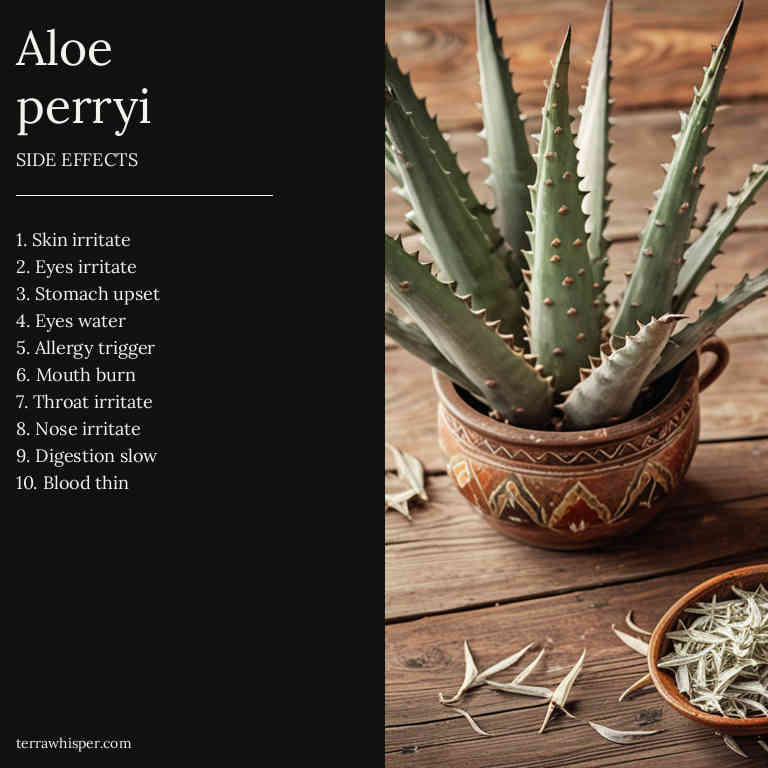 Aloe
perryi
SIDE EFFECTS
1. Skin irritate
2. Eyes irritate
3. Stomach upset
4. Eyes water
5. Allergy trigger
6. Mouth burn
7. Throat irritate
8. Nose irritate
9. Digestion slow
10. Blood thin
terrawhisper.com